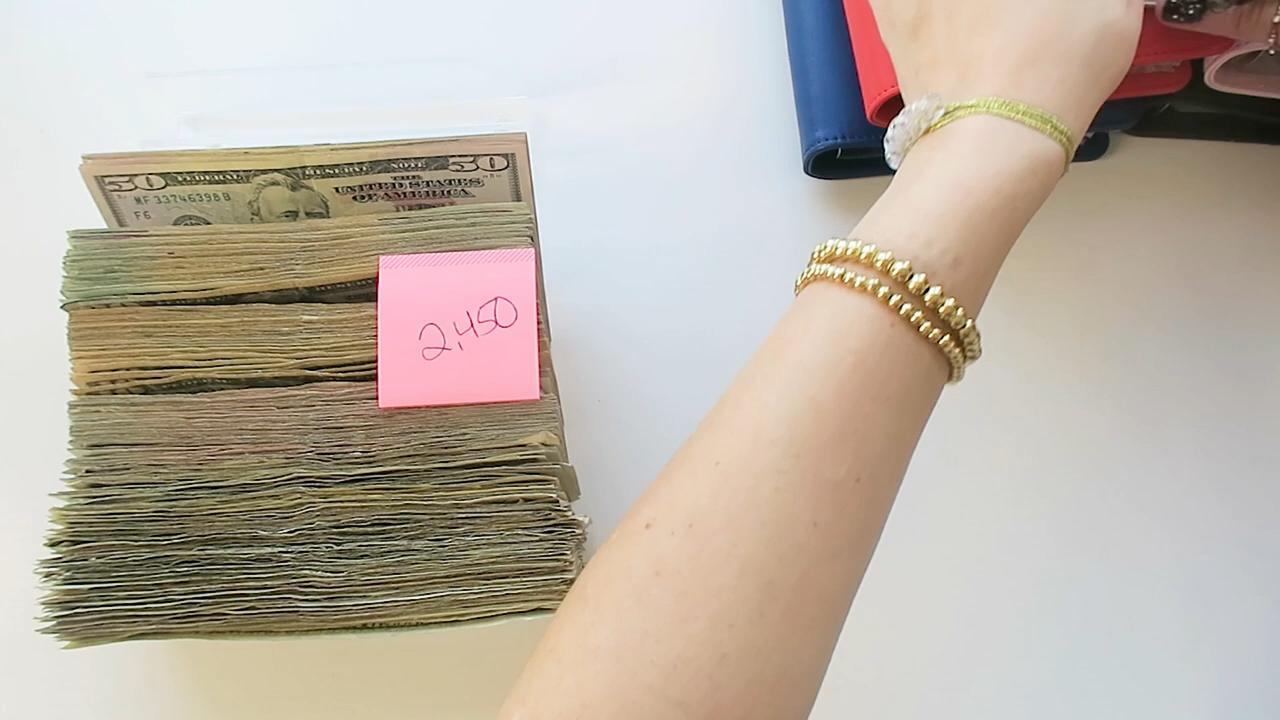 50 FEDERAL RESERVE NOTE 50
MF 33746398 B
THE
UNITED STATES
OF AMERICA
F6
2,450